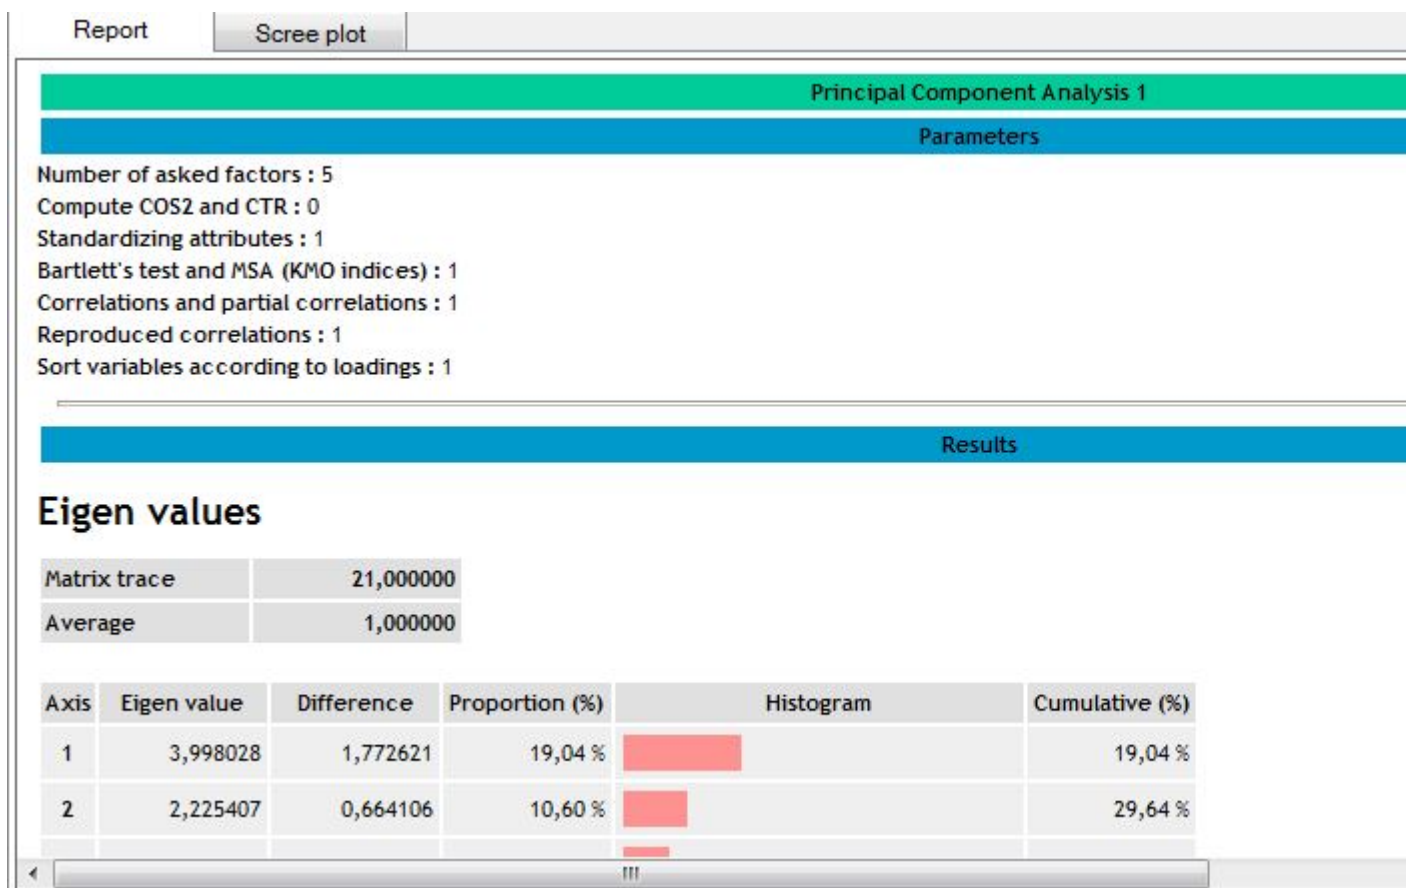 Report Scree plot
Principal Component Analysis 1
Parameters
Number of asked factors : 5
Compute COS2 and CTR : 0
Standardizing attributes : 1
Bartlett's test and MSA (KMO indices) : 1
Correlations and partial correlations : 1
Reproduced correlations : 1
Sort variables according to loadings : 1
Results
Eigen values
Matrix trace 21,000000
Average 1,000000
Axis Eigen value Difference Proportion (%) Histogram Cumulative (%)
1 3,998028 1,772621 19,04 % 19,04 %
2 2,225407 0,664106 10,60 % 29,64 %